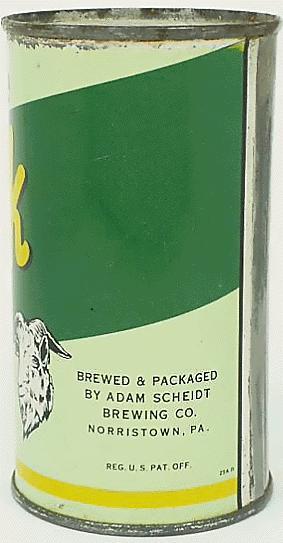 k
BREWED & PACKAGED
BY ADAM SCHEIDT
BREWING CO.
NORRISTOWN, PA.
REG. U. S. PAT. OFF.